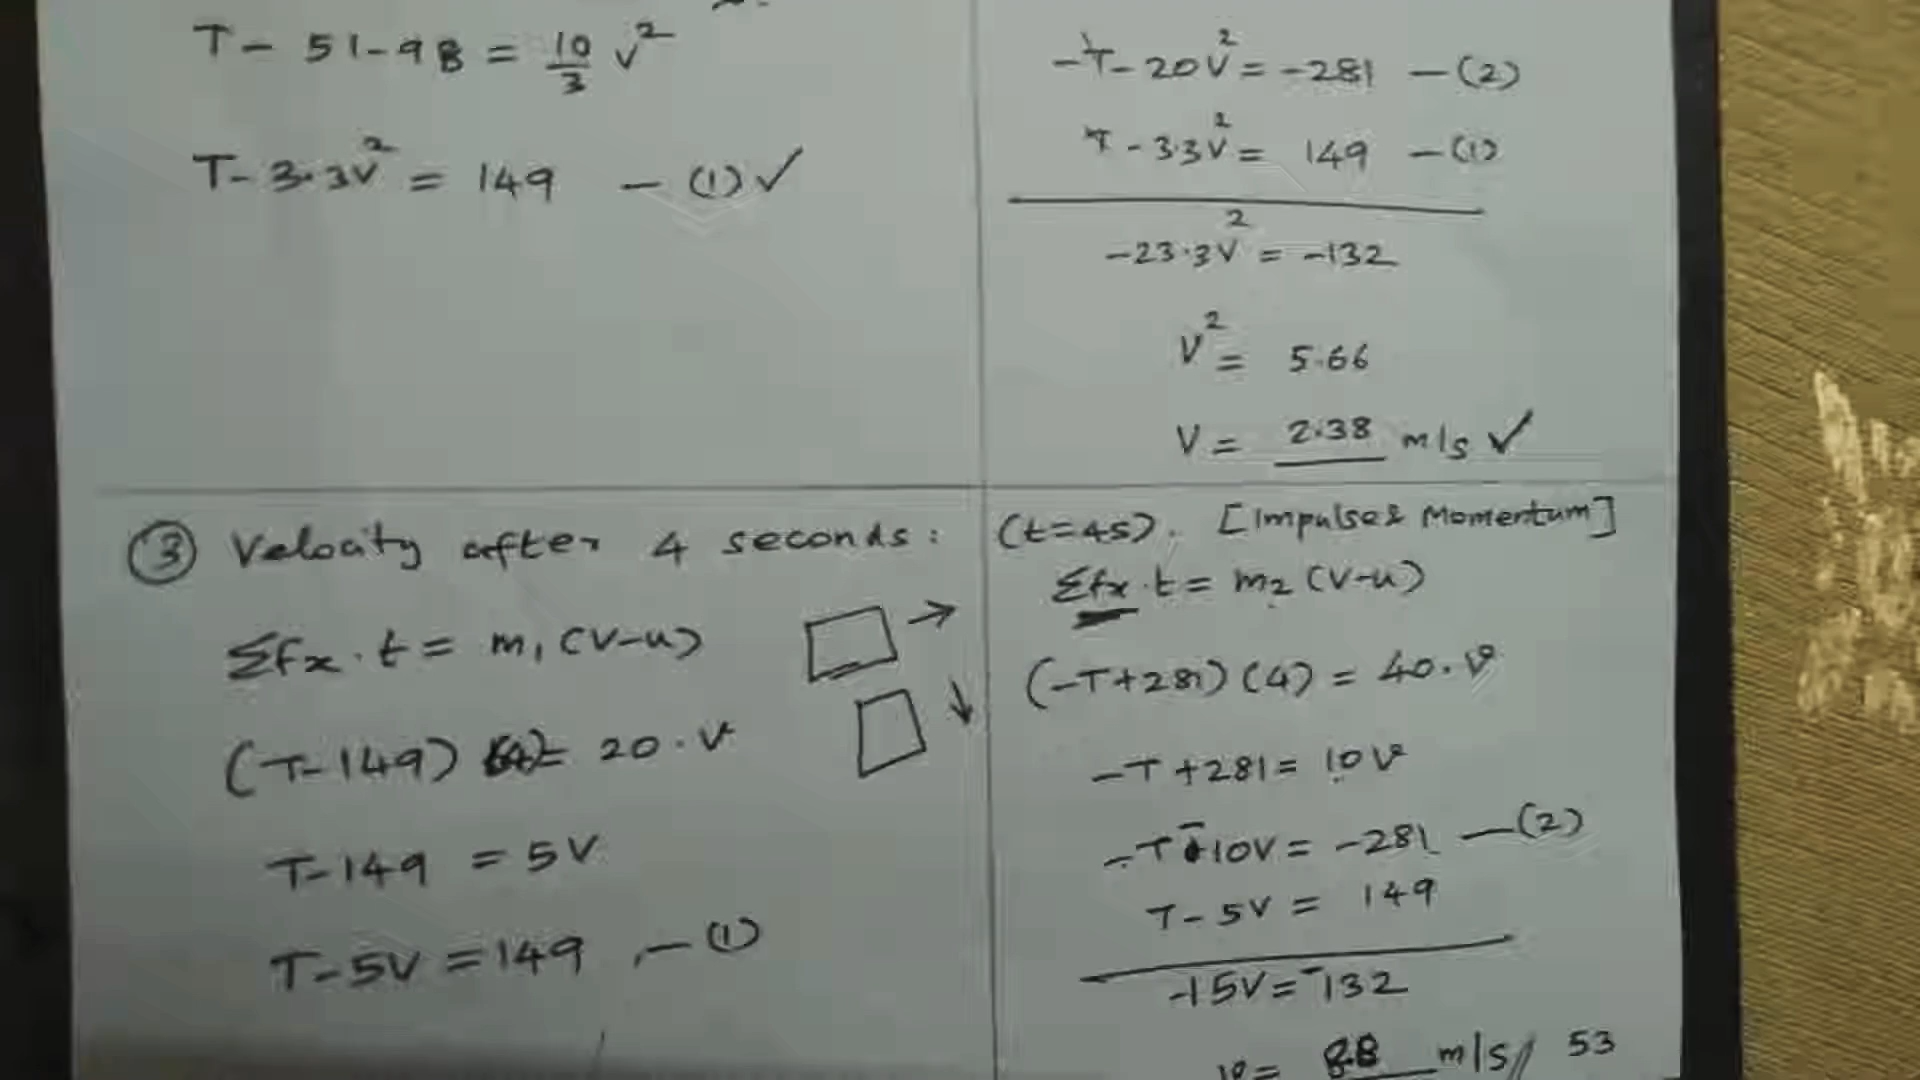 T - 51 - 98 = 10/3 v²
T - 3.3v² = 149 — (1) ✓
-T - 20v² = -281 — (2)
T - 3.3v² = 149 — (1)
-23.3v² = -132
v² = 5.66
v = 2.38 m/s ✓
③ Velocity after 4 seconds: (t=4s). [Impulse & Momentum]
Σfx · t = m₁ (v-u)
(T-149) (4) = 20 · v
T-149 = 5v
T-5v = 149 — (1)
Σfx · t = m₂ (v-u)
(-T+281) (4) = 40 · v
-T + 281 = 10v
-T - 10v = -281 — (2)
T - 5v = 149
-15v = -132
v = m/s // 53